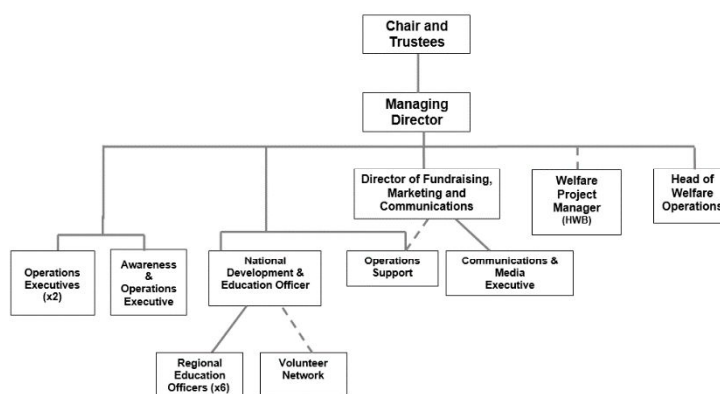 Chair and
Trustees
Managing
Director
Director of Fundraising,
Marketing and
Communications
Welfare
Project
Manager
(HWB)
Head of
Welfare
Operations
Operations
Executives
(x2)
Awareness
&
Operations
Executive
National
Development &
Education Officer
Operations
Support
Communications &
Media
Executive
Regional
Education
Officers (x6)
Volunteer
Network